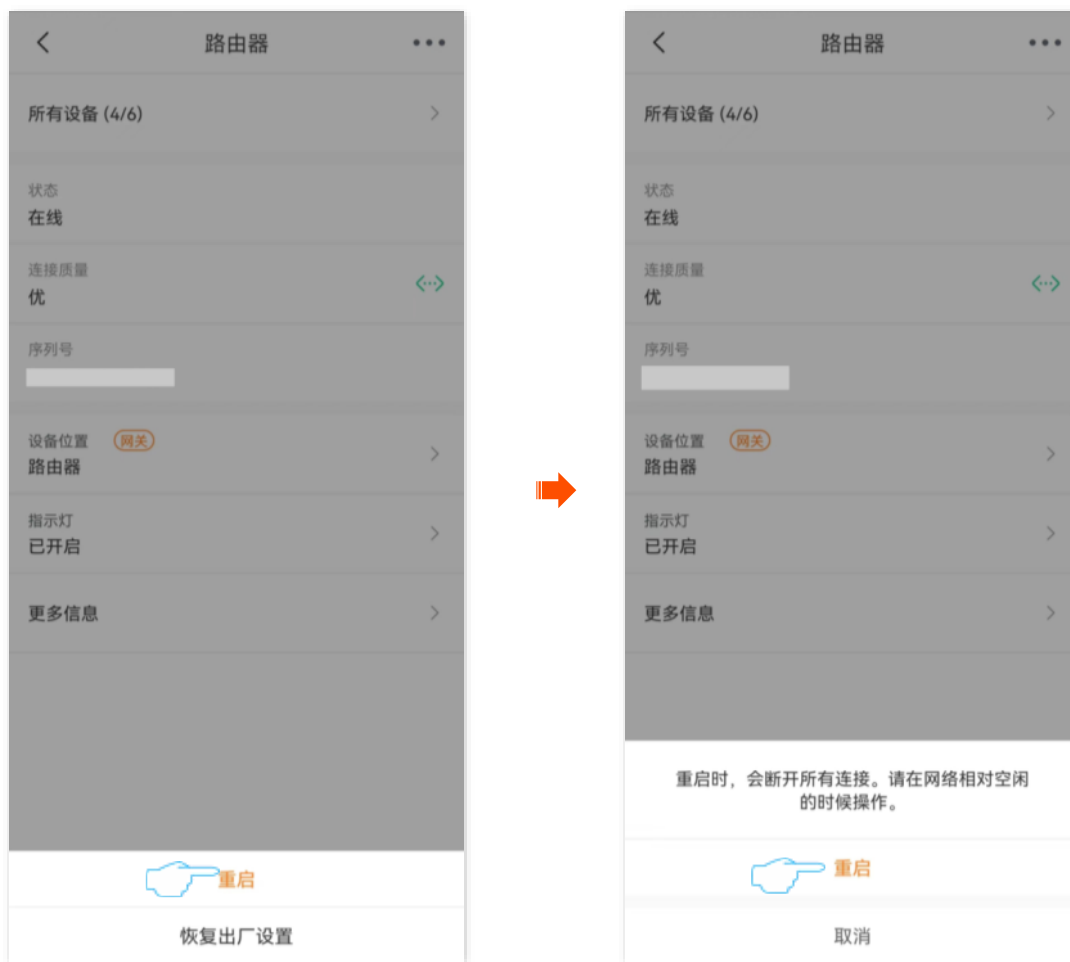 路由器
所有设备 (4/6)
状态
在线
连接质量
优
序列号
设备位置 网关
路由器
指示灯
已开启
更多信息
重启
恢复出厂设置
路由器
所有设备 (4/6)
状态
在线
连接质量
优
序列号
设备位置 网关
路由器
指示灯
已开启
更多信息
重启时，会断开所有连接。请在网络相对空闲
的时候操作。
重启
取消